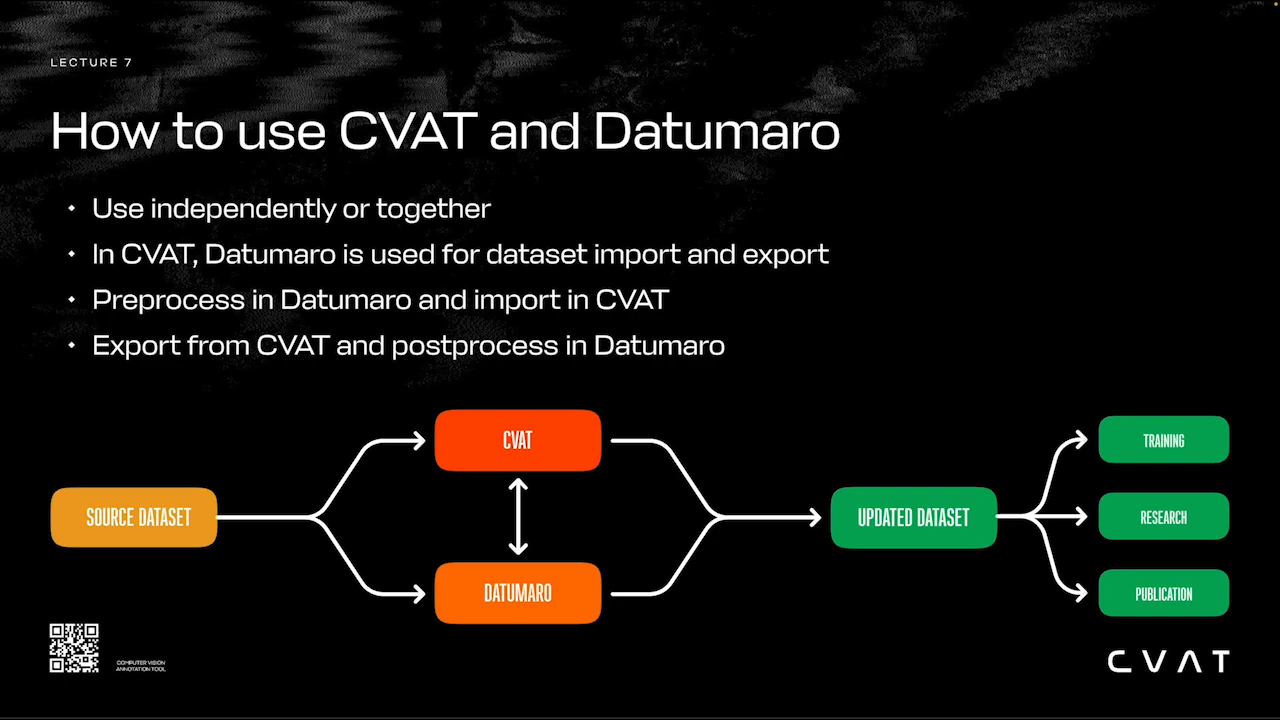 LECTURE 7
How to use CVAT and Datumaro
Use independently or together
In CVAT, Datumaro is used for dataset import and export
Preprocess in Datumaro and import in CVAT
Export from CVAT and postprocess in Datumaro
SOURCE DATASET
CVAT
DATUMARO
UPDATED DATASET
TRAINING
RESEARCH
PUBLICATION
COMPUTER VISION
ANNOTATION TOOL
CVAT